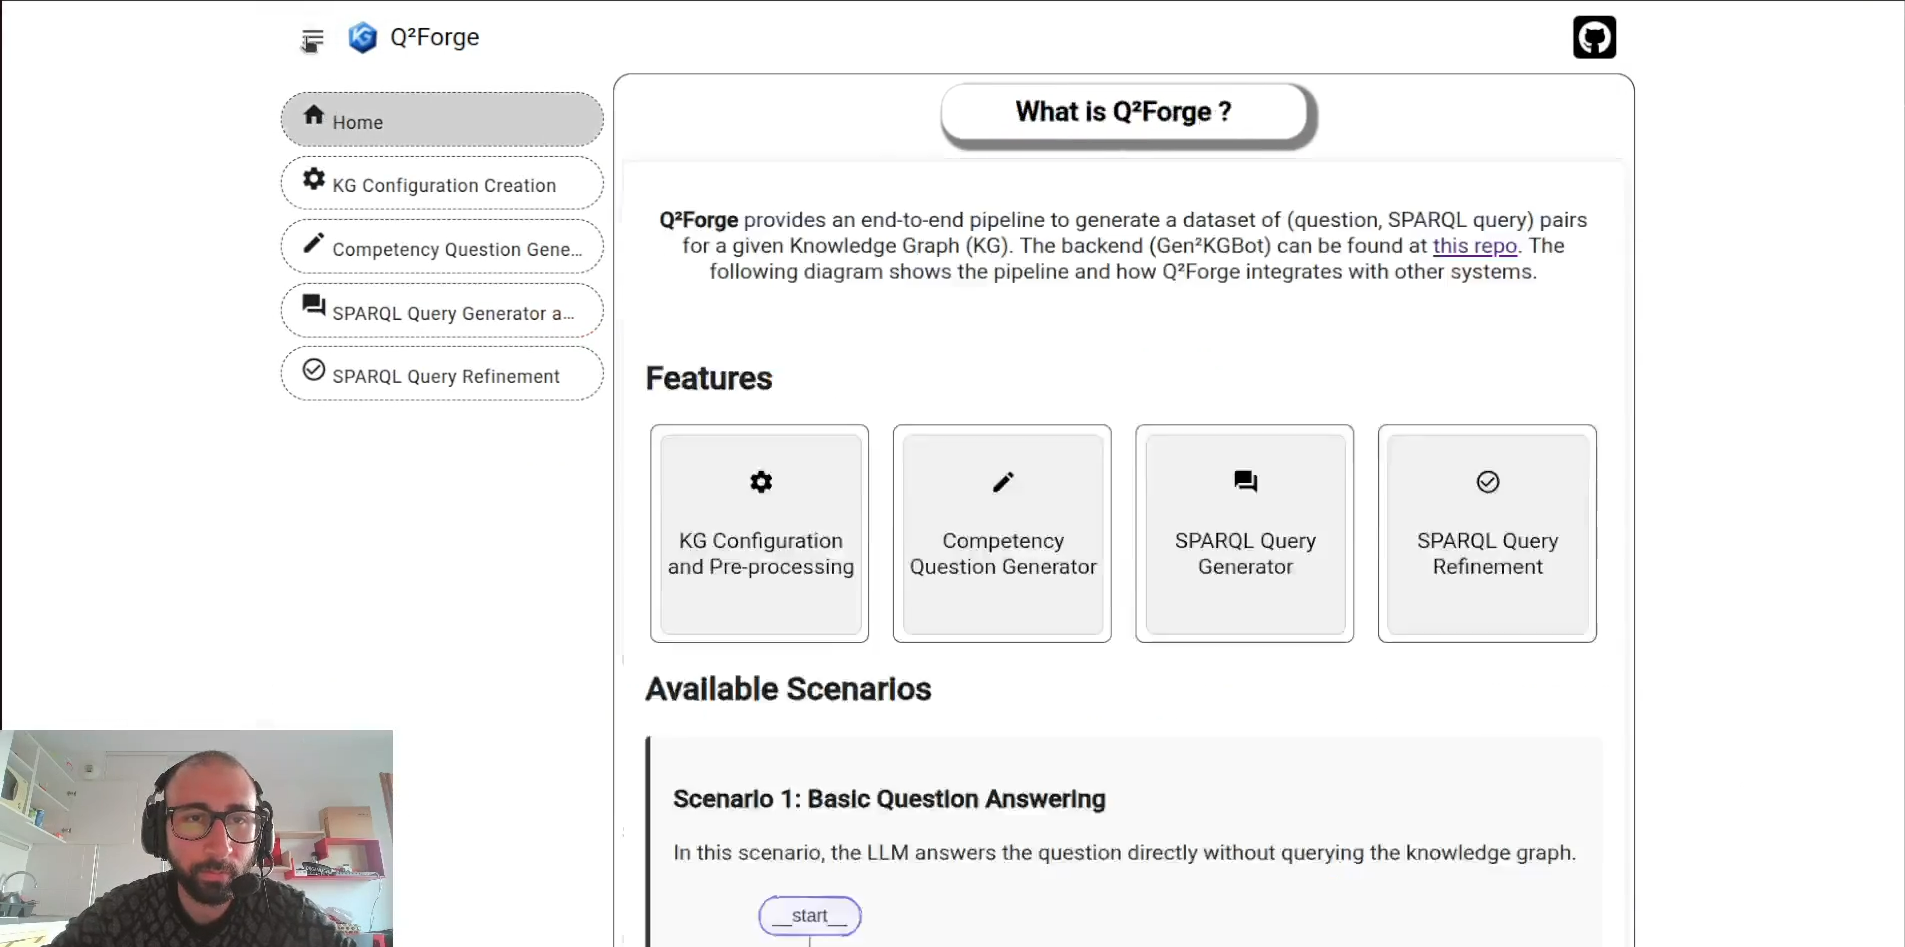 Q²Forge
Home
KG Configuration Creation
Competency Question Gene...
SPARQL Query Generator a...
SPARQL Query Refinement
What is Q²Forge ?
Q²Forge provides an end-to-end pipeline to generate a dataset of (question, SPARQL query) pairs
for a given Knowledge Graph (KG). The backend (Gen²KGBot) can be found at this repo. The
following diagram shows the pipeline and how Q²Forge integrates with other systems.
Features
KG Configuration
and Pre-processing
Competency
Question Generator
SPARQL Query
Generator
SPARQL Query
Refinement
Available Scenarios
Scenario 1: Basic Question Answering
In this scenario, the LLM answers the question directly without querying the knowledge graph.
__start__